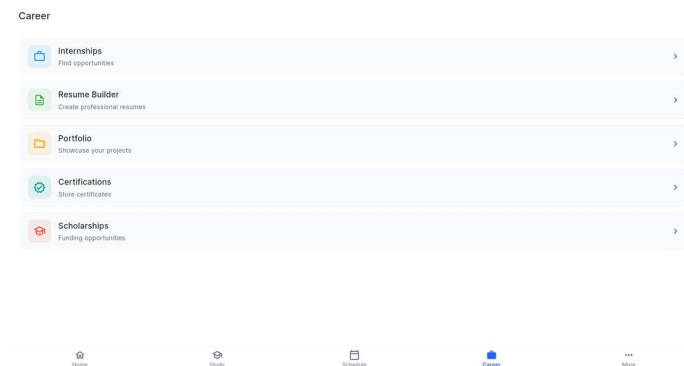 Career
Internships
Find opportunities
Resume Builder
Create professional resumes
Portfolio
Showcase your projects
Certifications
Store certificates
Scholarships
Funding opportunities
Home
Study
Schedule
Career
More